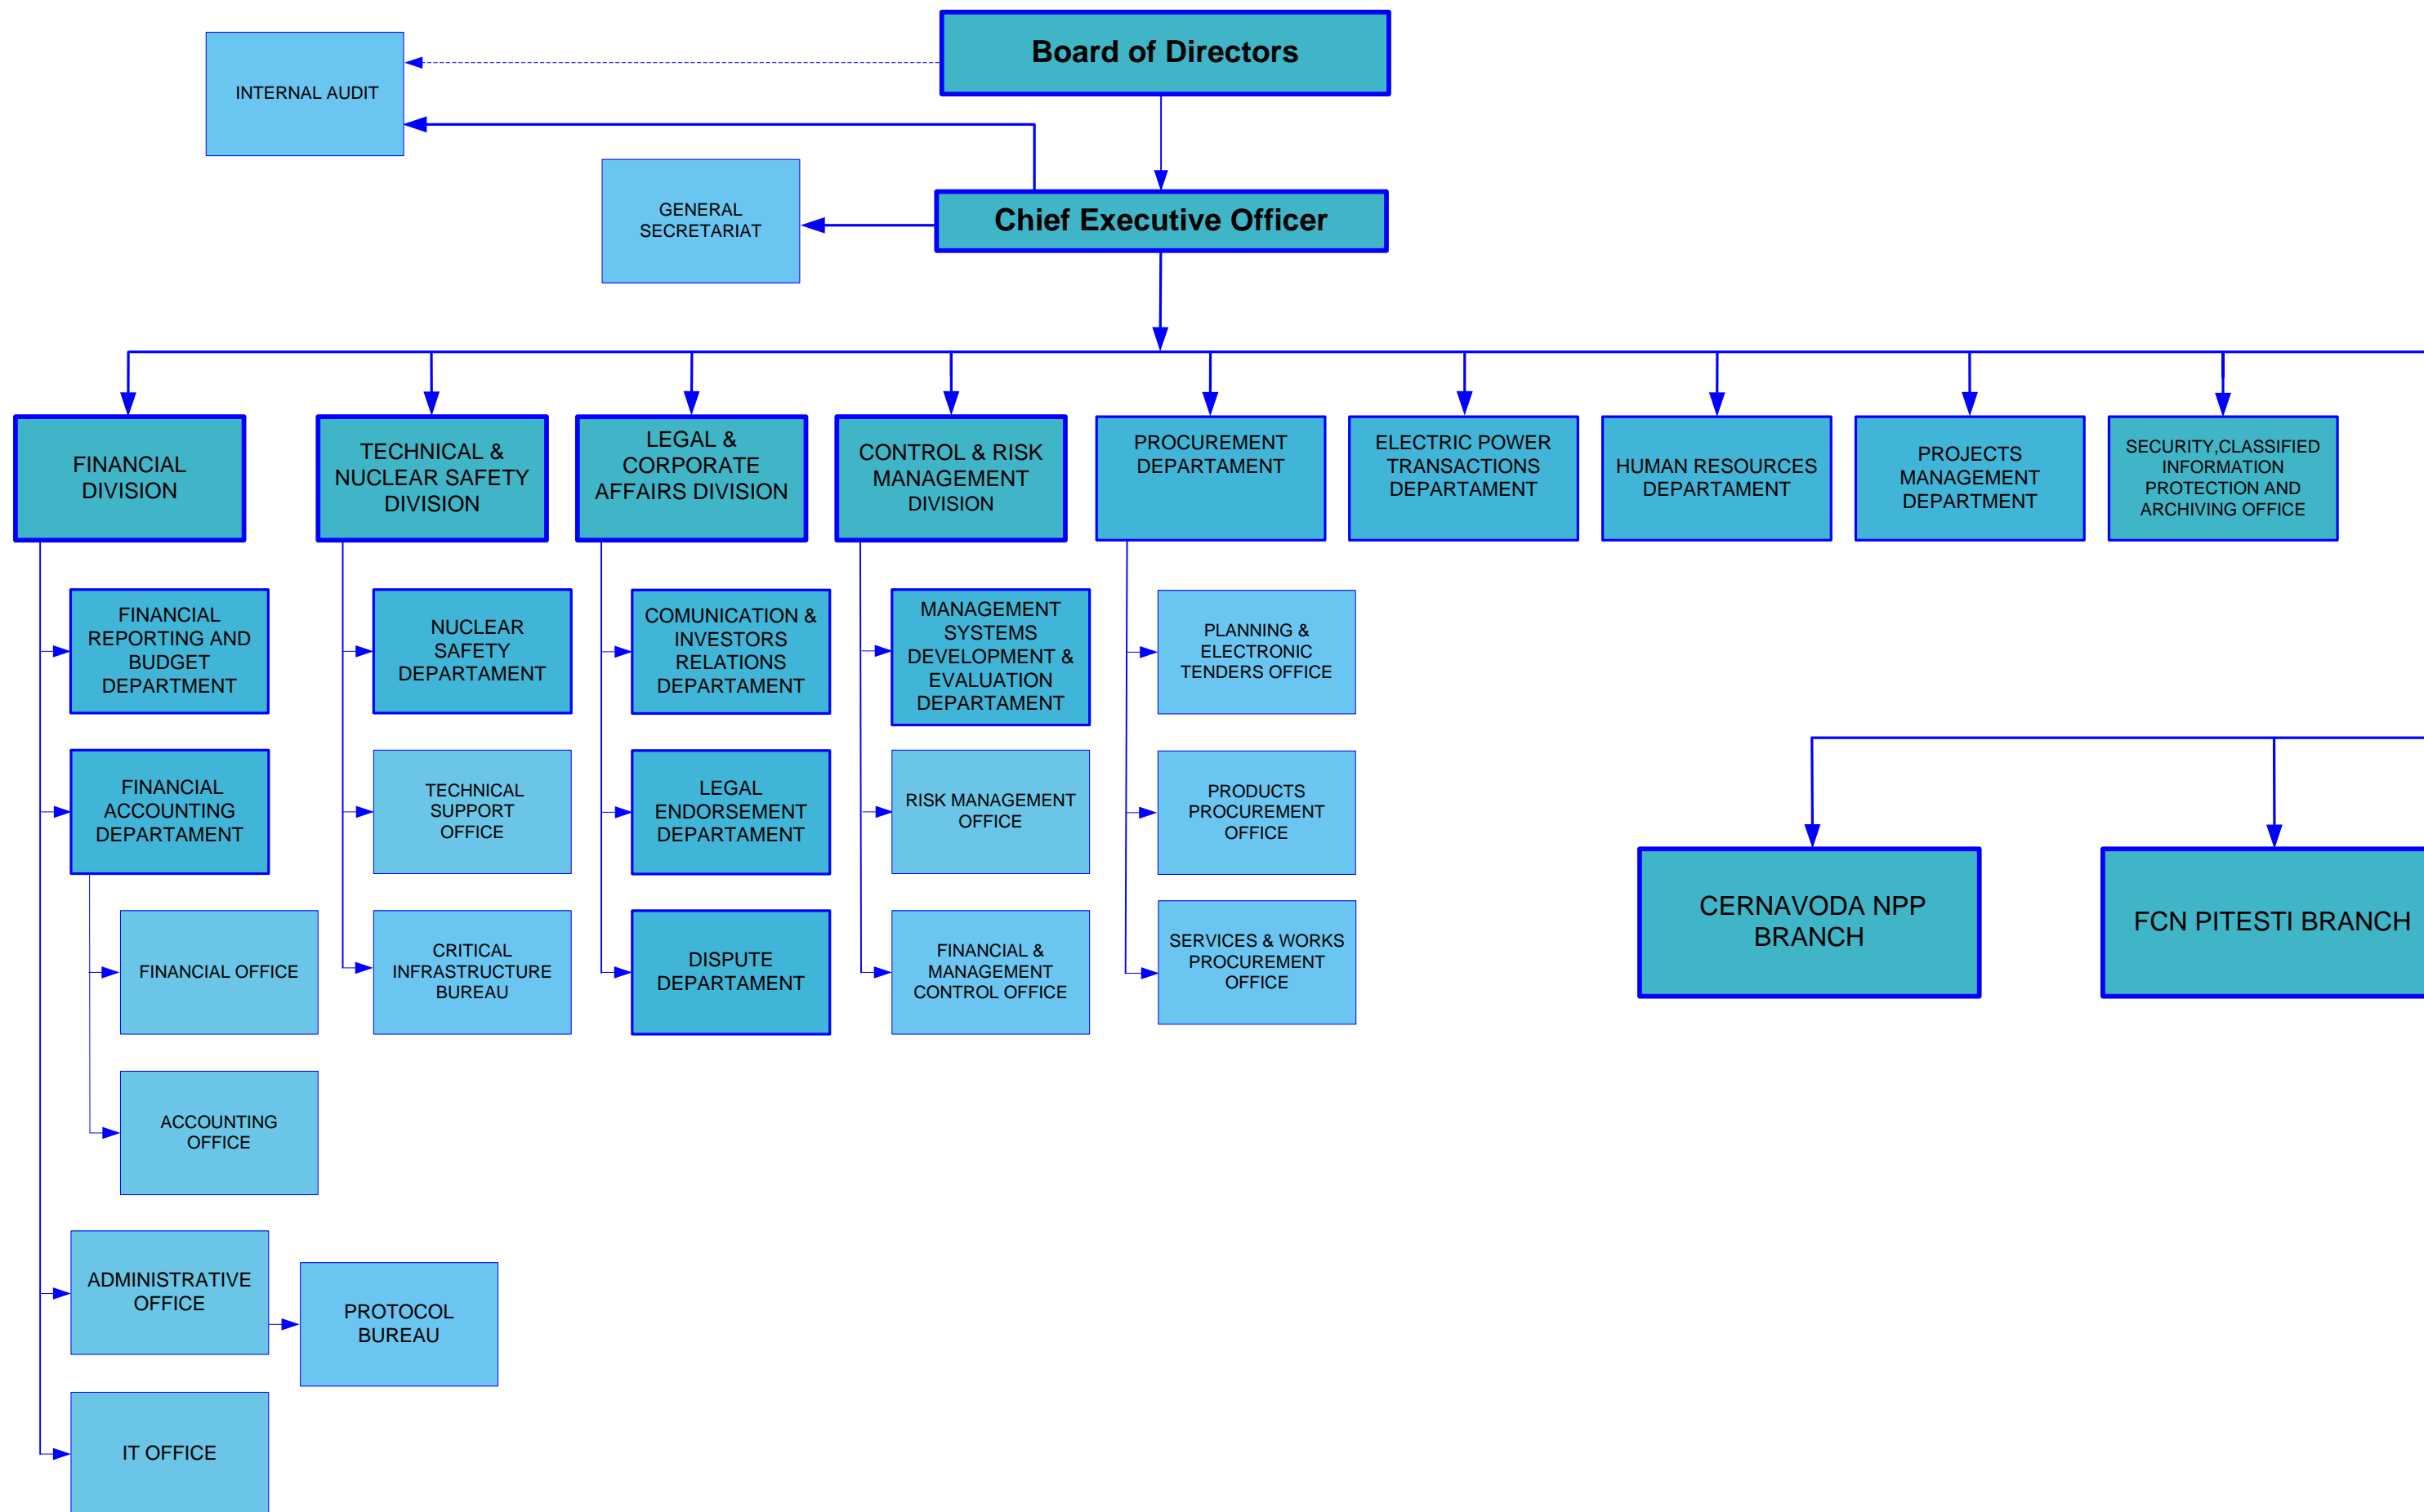 Board of Directors
INTERNAL AUDIT
GENERAL
SECRETARIAT
Chief Executive Officer
FINANCIAL
DIVISION
TECHNICAL &
NUCLEAR SAFETY
DIVISION
LEGAL &
CORPORATE
AFFAIRS DIVISION
CONTROL & RISK
MANAGEMENT
DIVISION
PROCUREMENT
DEPARTAMENT
ELECTRIC POWER
TRANSACTIONS
DEPARTAMENT
HUMAN RESOURCES
DEPARTAMENT
PROJECTS
MANAGEMENT
DEPARTMENT
SECURITY,CLASSIFIED
INFORMATION
PROTECTION AND
ARCHIVING OFFICE
FINANCIAL
REPORTING AND
BUDGET
DEPARTMENT
NUCLEAR
SAFETY
DEPARTAMENT
COMUNICATION &
INVESTORS
RELATIONS
DEPARTAMENT
MANAGEMENT
SYSTEMS
DEVELOPMENT &
EVALUATION
DEPARTAMENT
PLANNING &
ELECTRONIC
TENDERS OFFICE
FINANCIAL
ACCOUNTING
DEPARTAMENT
TECHNICAL
SUPPORT
OFFICE
LEGAL
ENDORSEMENT
DEPARTAMENT
RISK MANAGEMENT
OFFICE
PRODUCTS
PROCUREMENT
OFFICE
CERNAVODA NPP
BRANCH
FCN PITESTI BRANCH
FINANCIAL OFFICE
CRITICAL
INFRASTRUCTURE
BUREAU
DISPUTE
DEPARTAMENT
FINANCIAL &
MANAGEMENT
CONTROL OFFICE
SERVICES & WORKS
PROCUREMENT
OFFICE
ACCOUNTING
OFFICE
ADMINISTRATIVE
OFFICE
PROTOCOL
BUREAU
IT OFFICE